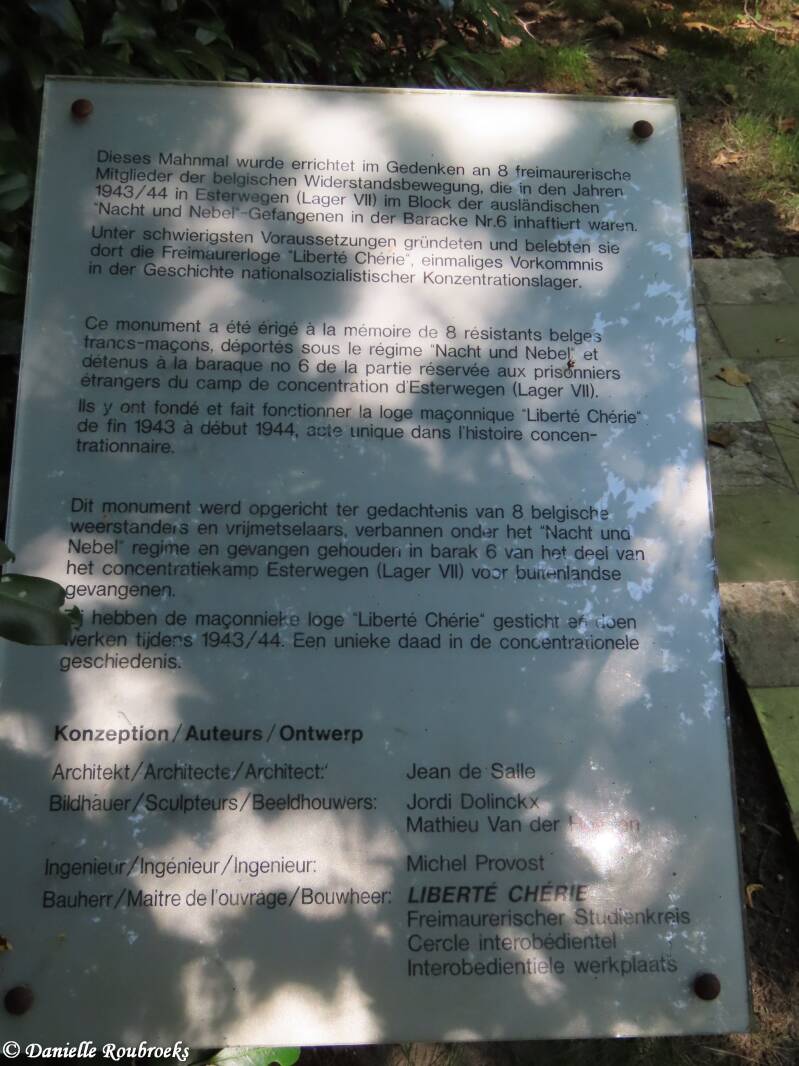 Dieses Mahnmal wurde errichtet im Gedenken an 8 freimaurerische
Mitglieder der belgischen Widerstandsbewegung, die in den Jahren
1943/44 in Esterwegen (Lager VII) im Block der ausländischen
"Nacht und Nebel"-Gefangenen in der Baracke Nr.6 inhaftiert waren.
Unter schwierigsten Voraussetzungen gründeten und belebten sie
dort die Freimaurerloge "Liberté Chérie", einmaliges Vorkommnis
in der Geschichte nationalsozialistischer Konzentrationslager.
Ce monument a été érigé à la mémoire de 8 résistants belges
francs-maçons, déportés sous le régime "Nacht und Nebel" et
détenus à la baraque no 6 de la partie réservée aux prisonniers
étrangers du camp de concentration d'Esterwegen (Lager VII).
Ils y ont fondé et fait fonctionner la loge maçonnique "Liberté Chérie"
de fin 1943 à début 1944, acte unique dans l'histoire concen-
trationnaire.
Dit monument werd opgericht ter gedachtenis van 8 belgische
weerstanders en vrijmetselaars, verbannen onder het "Nacht und
Nebel" regime en gevangen gehouden in barak 6 van het deel van
het concentratiekamp Esterwegen (Lager VII) voor buitenlandse
gevangenen.
hebben de maçonnieke loge "Liberté Chérie" gesticht en doen
werken tijdens 1943/44. Een unieke daad in de concentrationele
geschiedenis.
Konzeption/Auteurs/Ontwerp
Architekt/Architecte/Architect: Jean de Salle
Bildhauer/Sculpteurs/Beeldhouwers: Jordi Dolinckx
Mathieu Van der
Ingenieur/Ingénieur/Ingenieur: Michel Provost
Bauherr/Maitre de l'ouvrage/Bouwheer: LIBERTÉ CHÉRIE
Freimaurerischer Studienkreis
Cercle interobédientel
Interobedientiele werkplaats
© Danielle Roubroeks